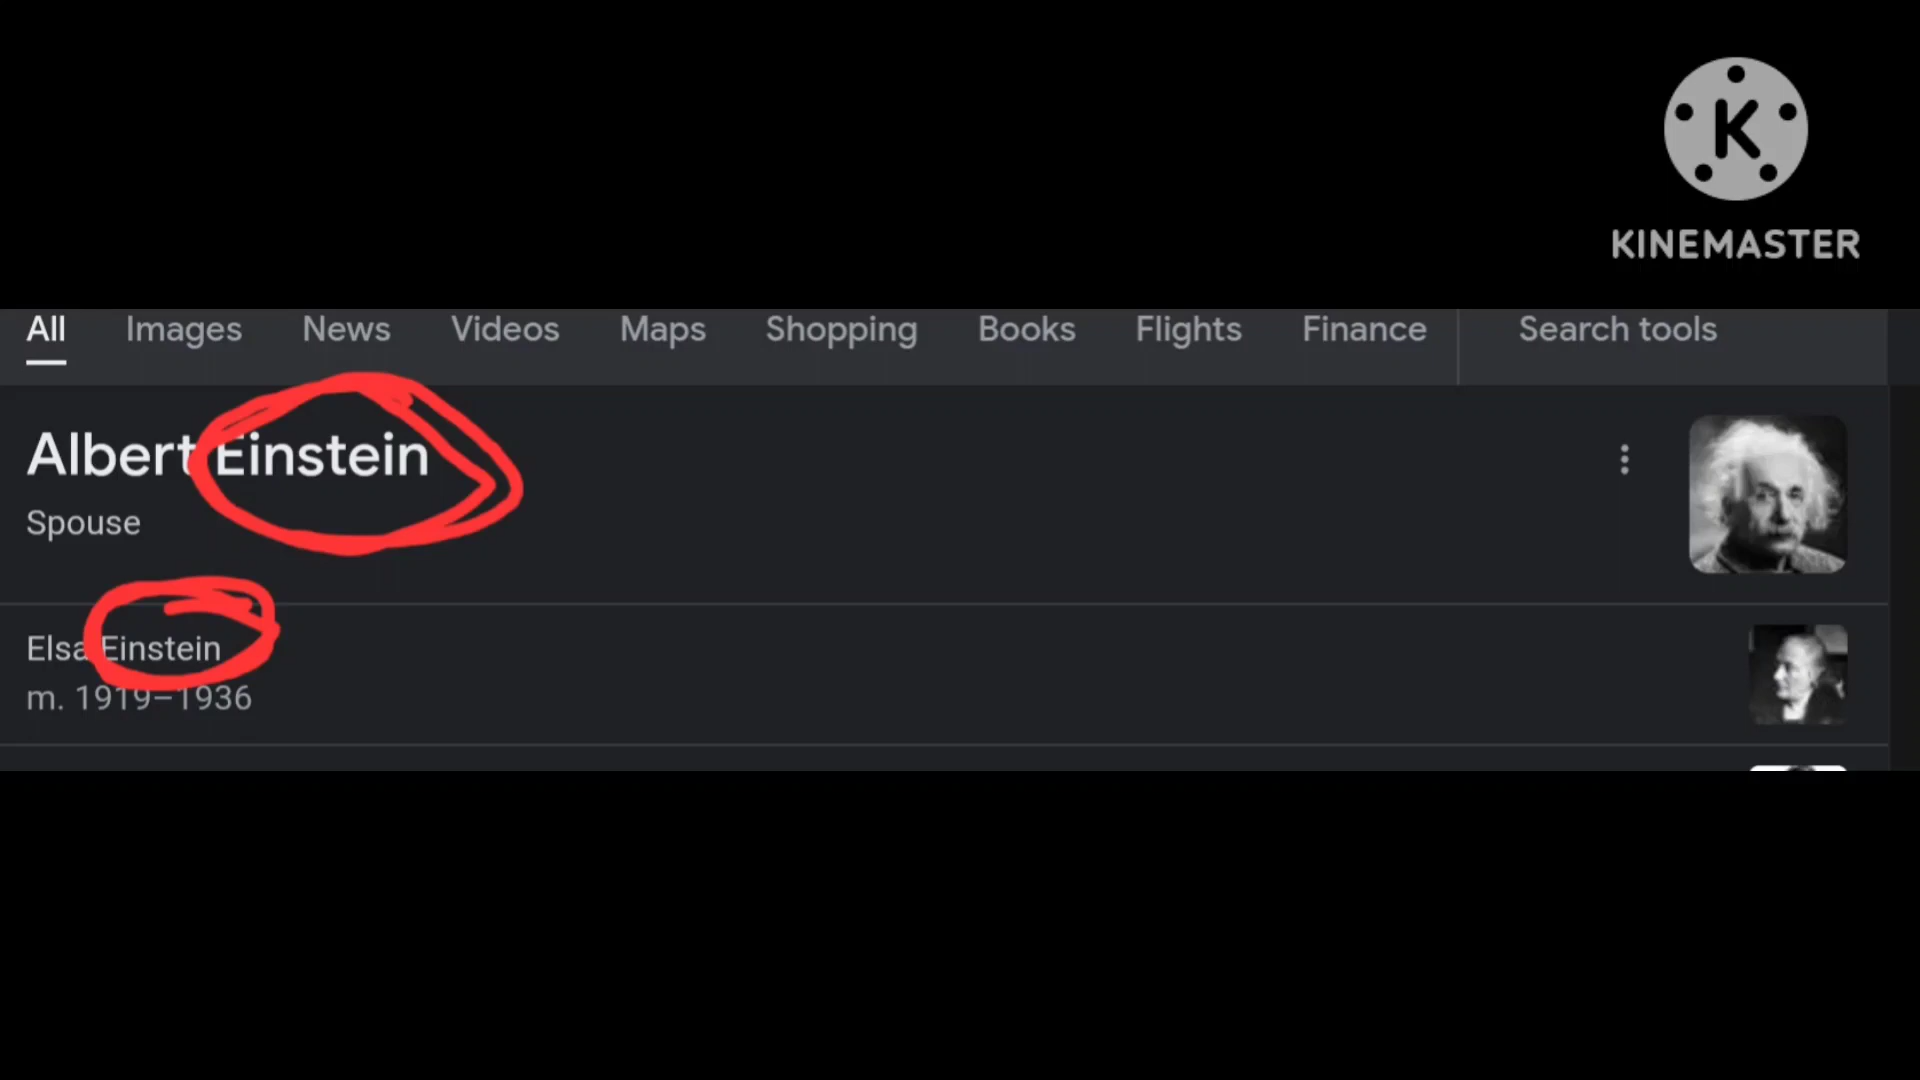 K
KINEMASTER
All Images News Videos Maps Shopping Books Flights Finance Search tools
Albert Einstein
Spouse
Elsa Einstein
m. 1919–1936